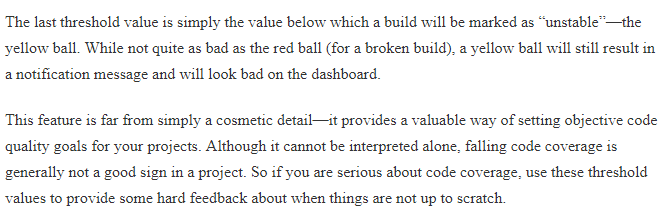 The last threshold value is simply the value below which a build will be marked as “unstable”—the
yellow ball. While not quite as bad as the red ball (for a broken build), a yellow ball will still result in
a notification message and will look bad on the dashboard.
This feature is far from simply a cosmetic detail—it provides a valuable way of setting objective code
quality goals for your projects. Although it cannot be interpreted alone, falling code coverage is
generally not a good sign in a project. So if you are serious about code coverage, use these threshold
values to provide some hard feedback about when things are not up to scratch.